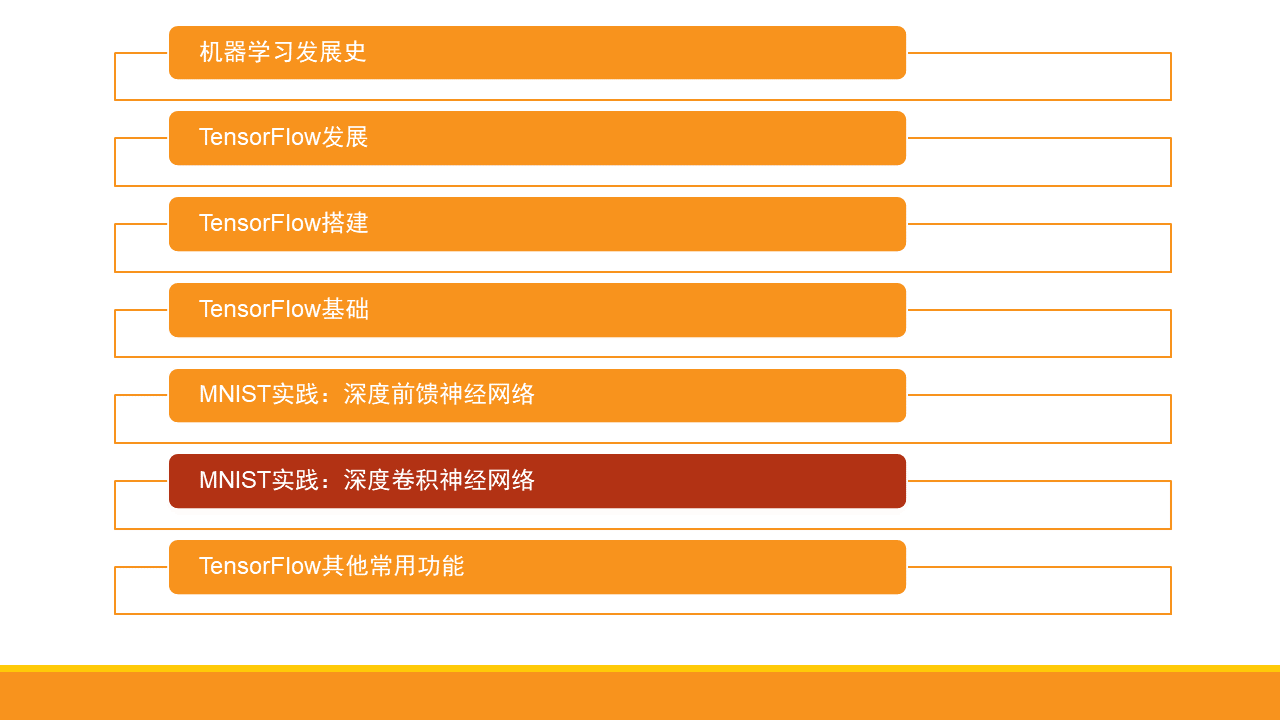 机器学习发展史
TensorFlow发展
TensorFlow搭建
TensorFlow基础
MNIST实践：深度前馈神经网络
MNIST实践：深度卷积神经网络
TensorFlow其他常用功能